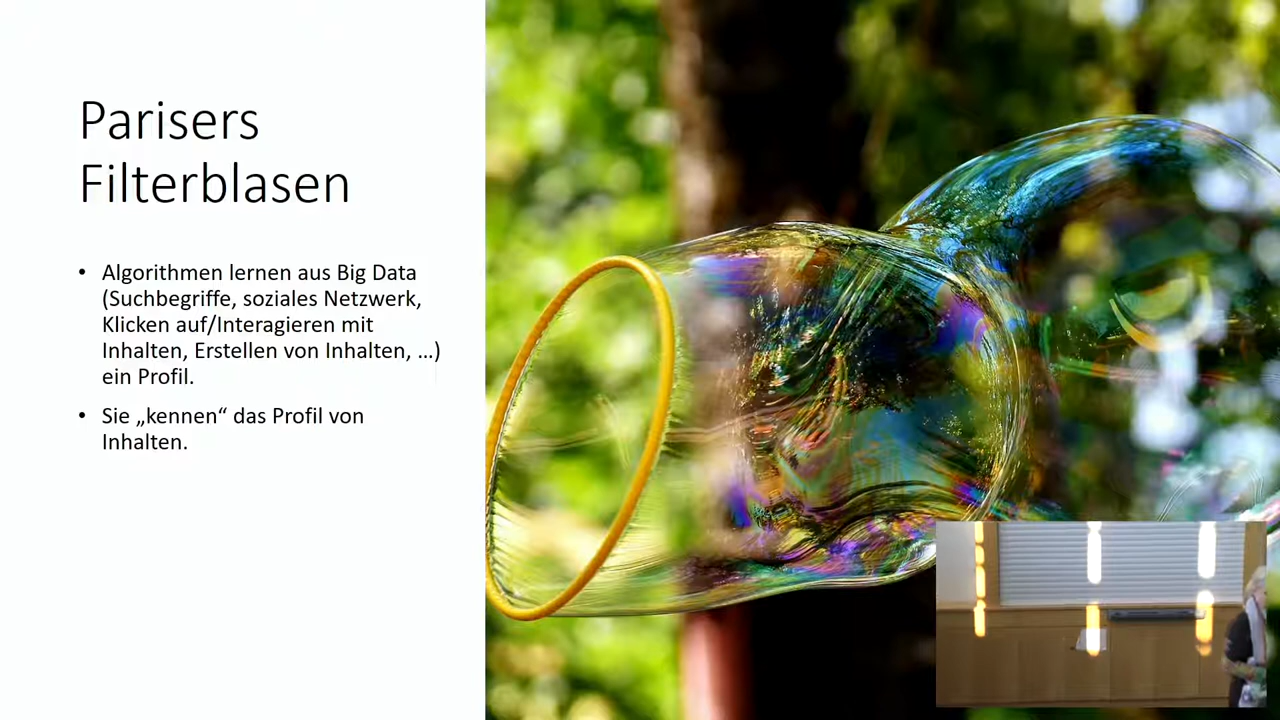 Parisers
Filterblasen
• Algorithmen lernen aus Big Data
(Suchbegriffe, soziales Netzwerk,
Klicken auf/Interagieren mit
Inhalten, Erstellen von Inhalten, …)
ein Profil.
• Sie „kennen“ das Profil von
Inhalten.